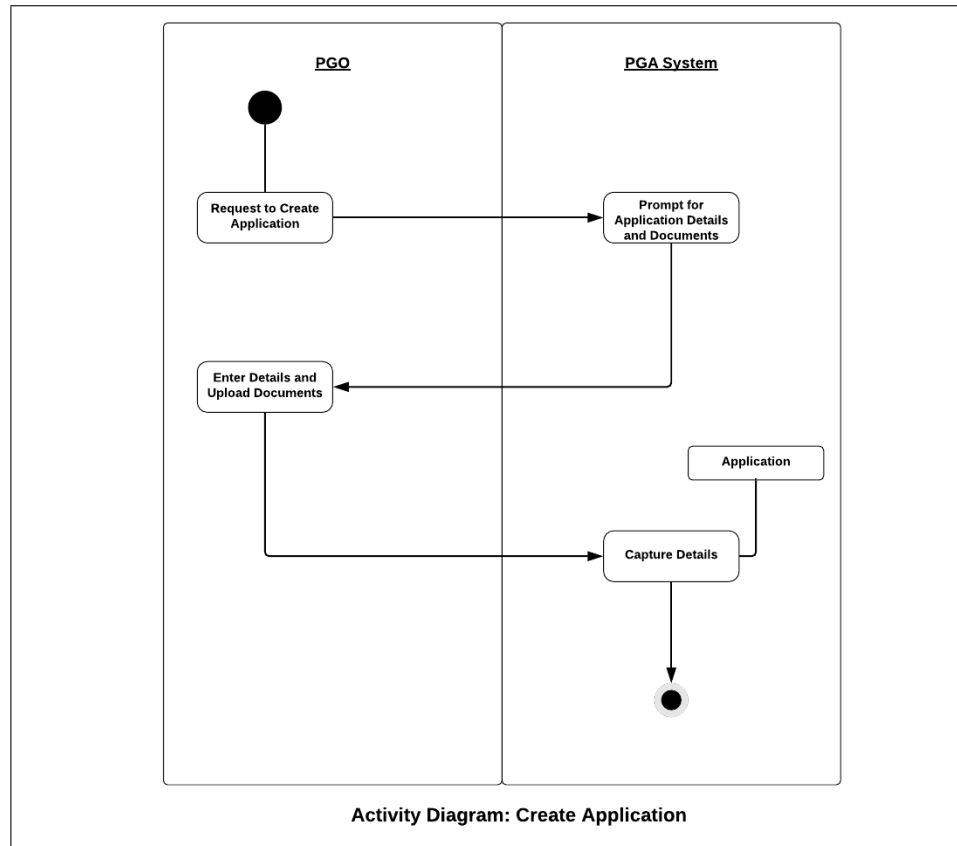 PGO
PGA System
Request to Create
Application
Prompt for
Application Details
and Documents
Enter Details and
Upload Documents
Application
Capture Details
Activity Diagram: Create Application